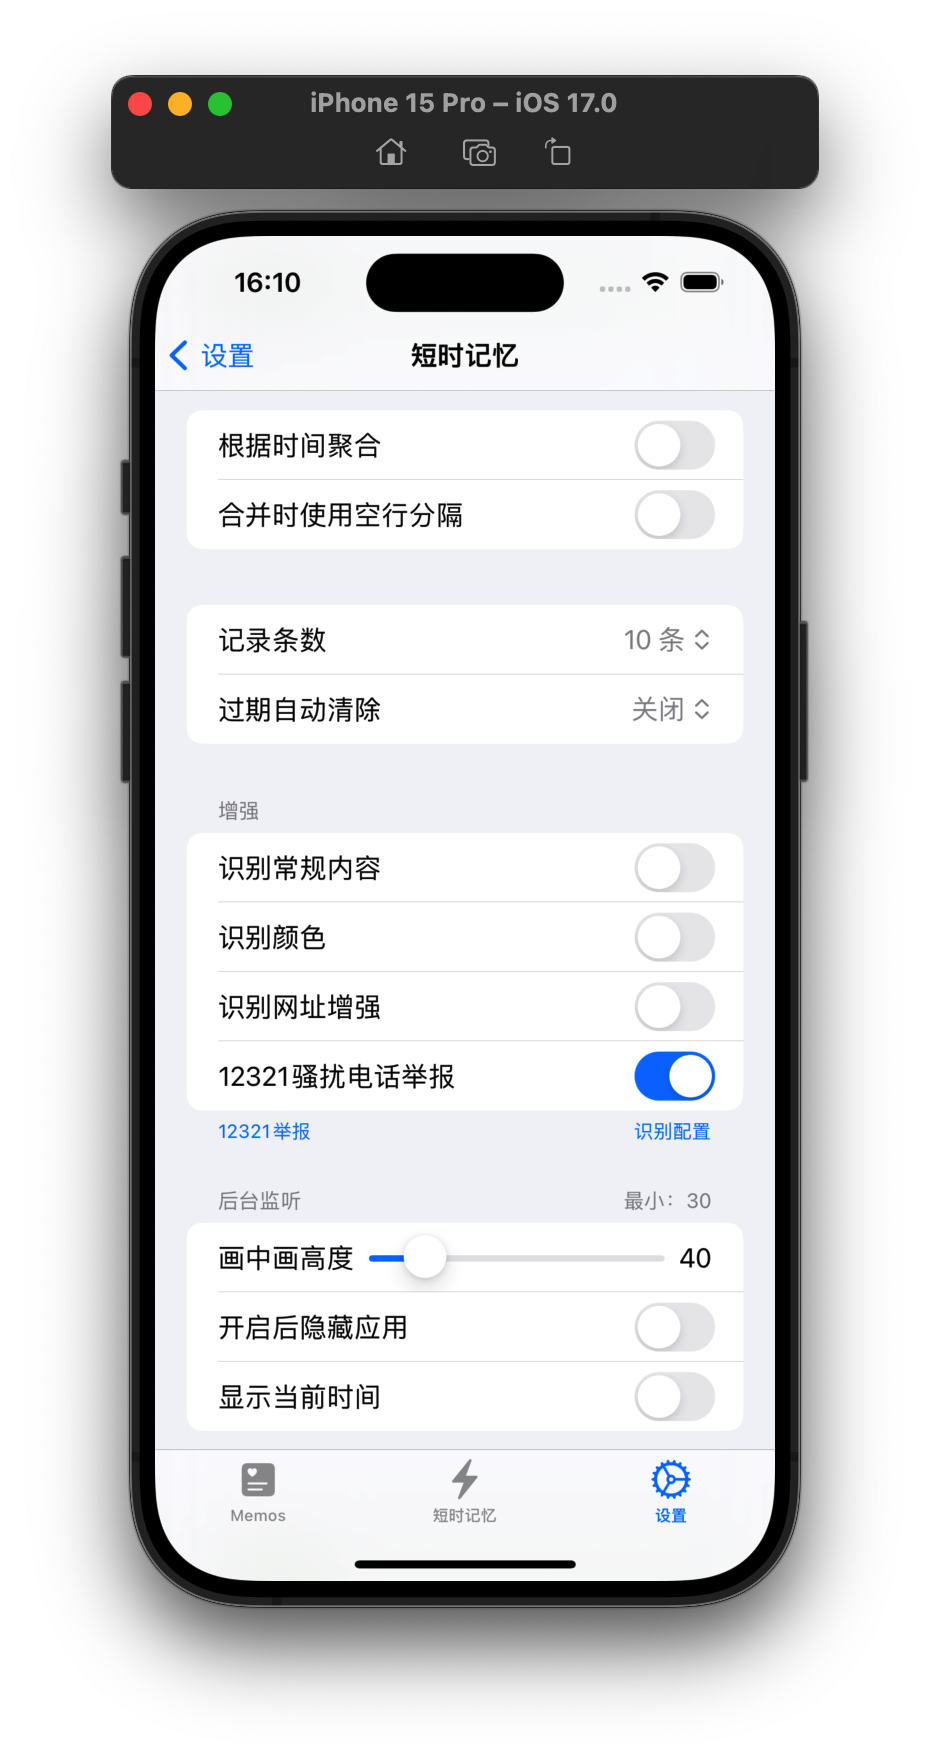 iPhone 15 Pro – iOS 17.0
16:10
设置
短时记忆
根据时间聚合
合并时使用空行分隔
记录条数 10 条
过期自动清除 关闭
增强
识别常规内容
识别颜色
识别网址增强
12321骚扰电话举报
12321举报 识别配置
后台监听 最小：30
画中画高度 40
开启后隐藏应用
显示当前时间
Memos 短时记忆 设置